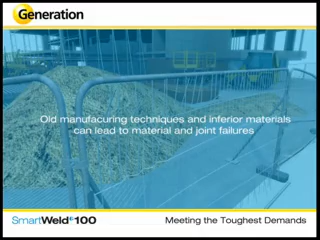 Generation
Old manufacuring techniques and inferior materials
can lead to material and joint failures
SmartWeld®100
Meeting the Toughest Demands